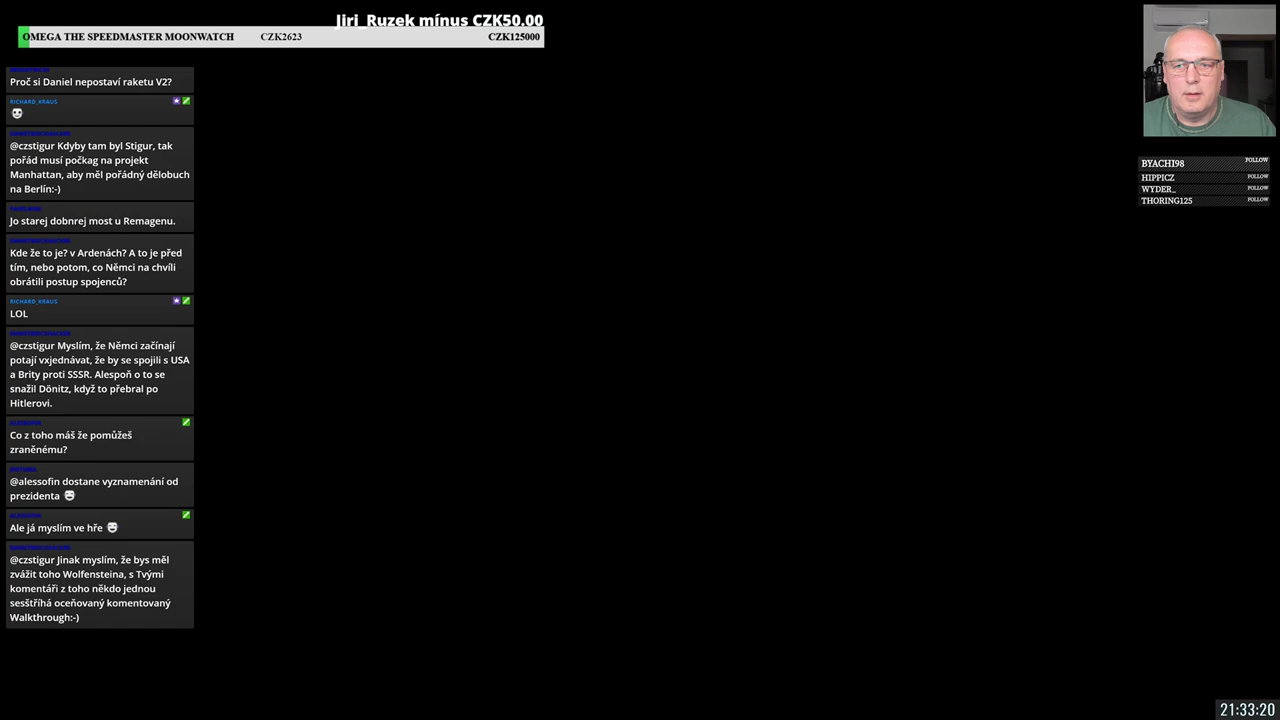 Jiri_Ruzek mínus CZK50.00
OMEGA THE SPEEDMASTER MOONWATCH CZK2623 CZK125000
Proč si Daniel nepostaví raketu V2?
RICHARD_KRAUS
@czstigur Kdyby tam byl Stigur, tak
pořád musí počkag na projekt
Manhattan, aby měl pořádný dělobuch
na Berlín:-)
Jo starej dobnrej most u Remagenu.
Kde že to je? v Ardenách? A to je před
tím, nebo potom, co Němci na chvíli
obrátili postup spojenců?
RICHARD_KRAUS
LOL
@czstigur Myslím, že Němci začínají
potají vxjednávat, že by se spojili s USA
a Brity proti SSSR. Alespoň o to se
snažil Dönitz, když to přebral po
Hitlerovi.
Co z toho máš že pomůžeš
zraněnému?
@alessofin dostane vyznamenání od
prezidenta
Ale já myslím ve hře
@czstigur Jinak myslím, že bys měl
zvážit toho Wolfensteina, s Tvými
komentáři z toho někdo jednou
sesštříhá oceňovaný komentovaný
Walkthrough:-)
BYACHI98 FOLLOW
HIPPICZ FOLLOW
WYDER_ FOLLOW
THORING125 FOLLOW
21:33:20